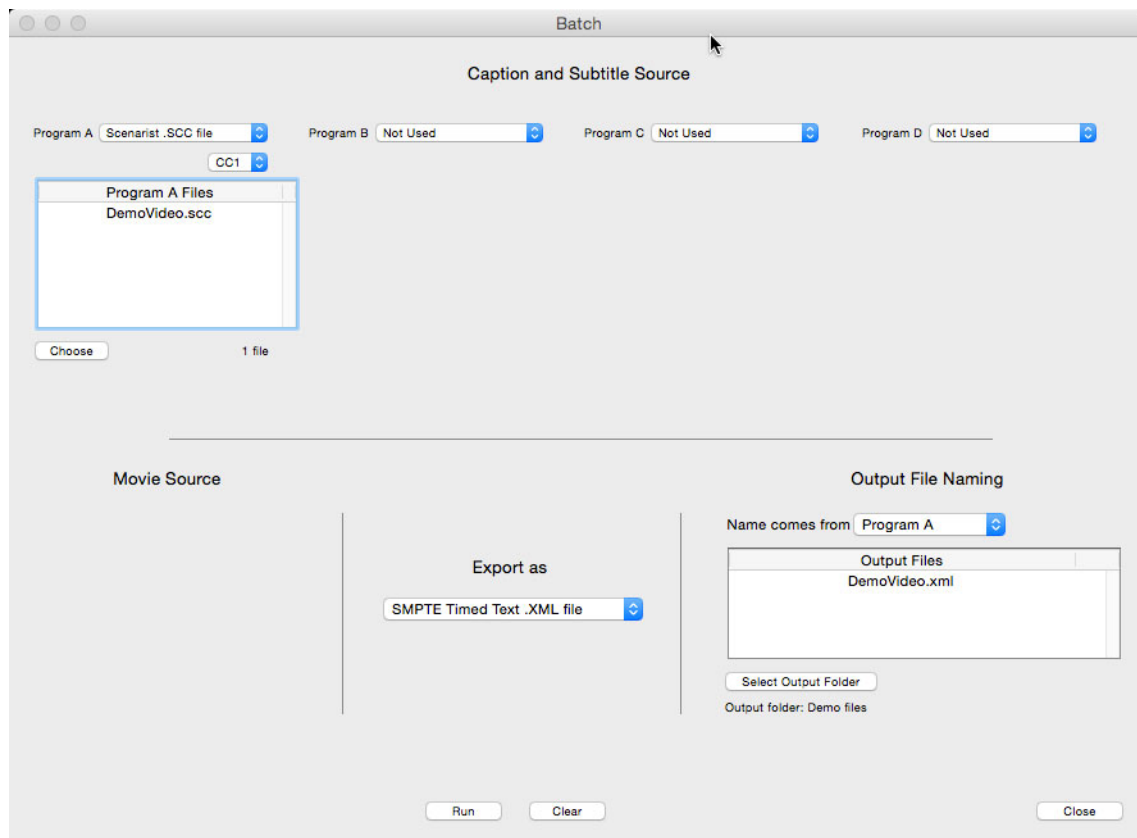 Batch
Caption and Subtitle Source
Program A Scenarist .SCC file Program B Not Used Program C Not Used Program D Not Used
CC1
Program A Files
DemoVideo.scc
Choose 1 file
Movie Source Output File Naming
Name comes from Program A
Export as Output Files
DemoVideo.xml
SMPTE Timed Text .XML file
Select Output Folder
Output folder: Demo files
Run Clear Close